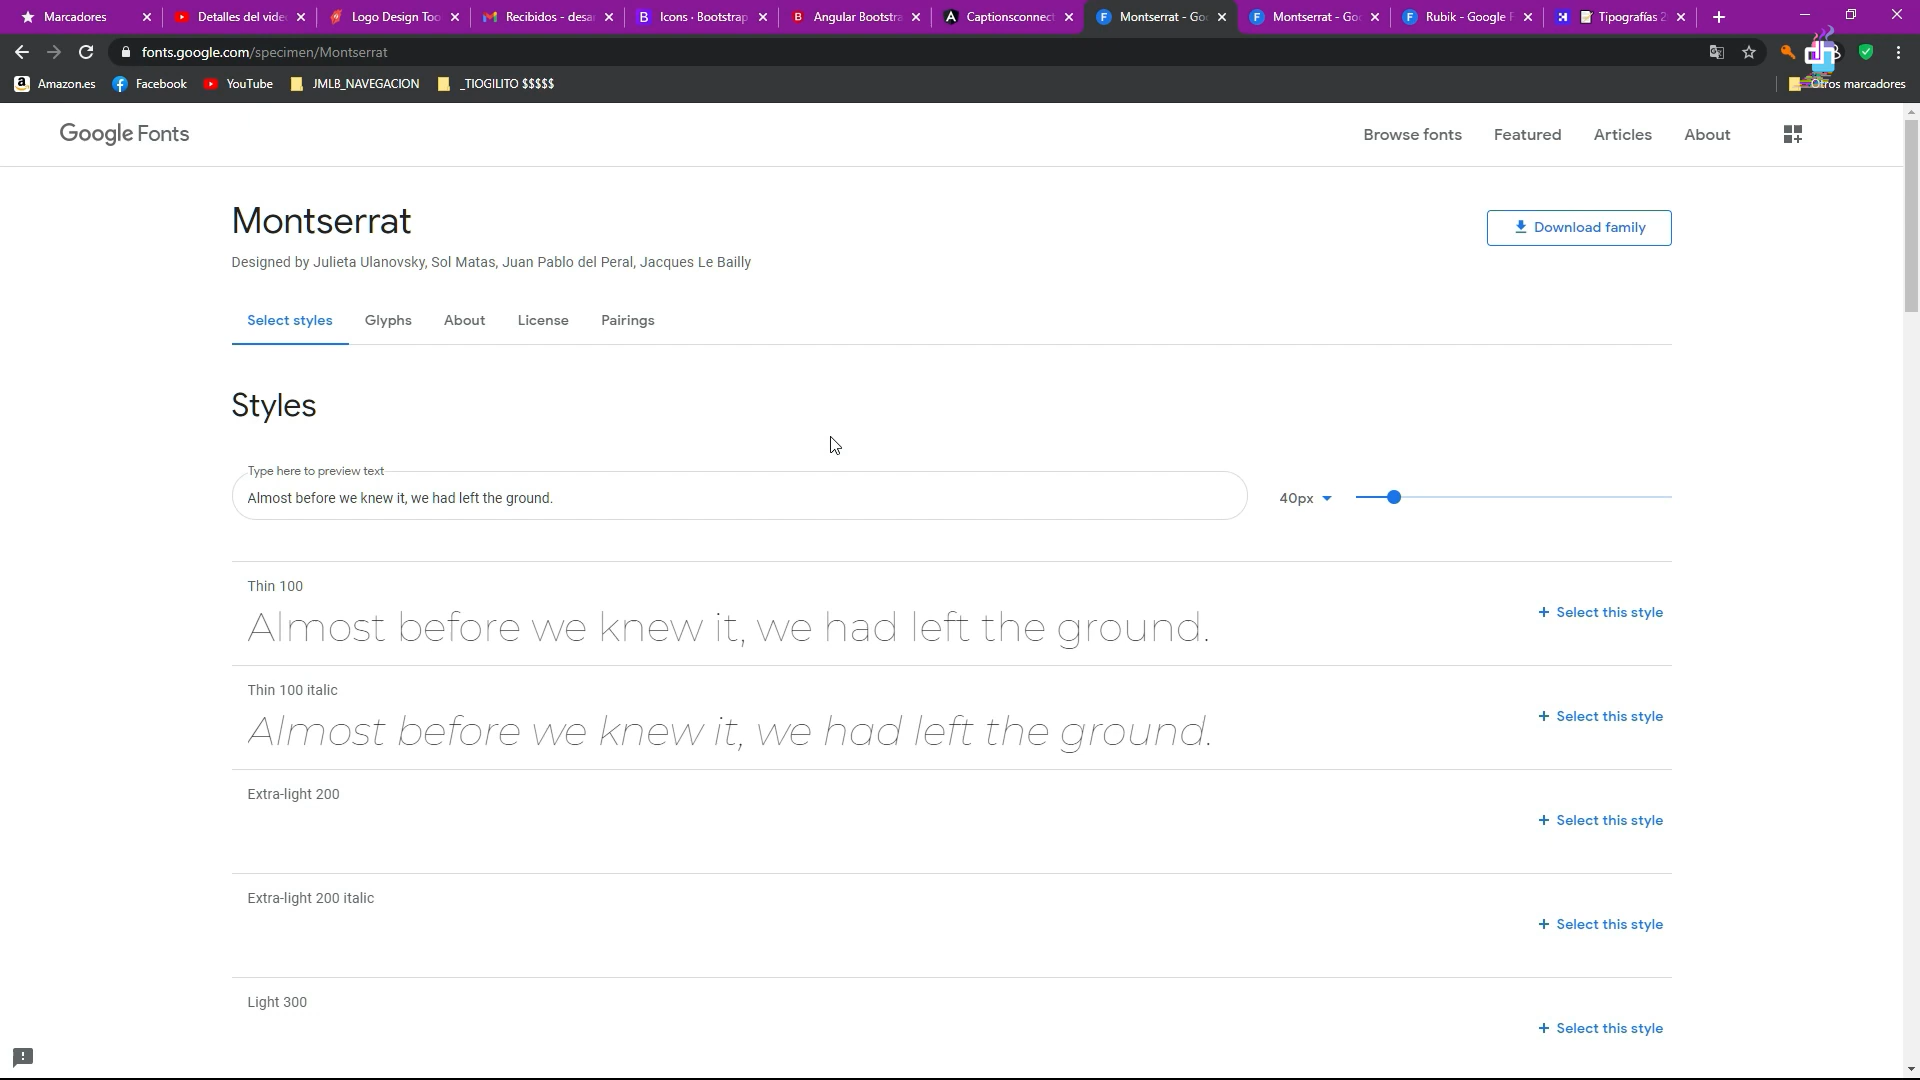 Marcadores
Detalles del vide
Logo Design Too
Recibidos - desar
Icons · Bootstrap
Angular Bootstra
Captionsconnect
Montserrat - Goo
Montserrat - Goo
Rubik - Google F
Tipografías 2
fonts.google.com/specimen/Montserrat
Amazon.es
Facebook
YouTube
JMLB_NAVEGACION
_TIOGILITO $$$$$
Otros marcadores
Google Fonts
Browse fonts
Featured
Articles
About
Montserrat
Download family
Designed by Julieta Ulanovsky, Sol Matas, Juan Pablo del Peral, Jacques Le Bailly
Select styles
Glyphs
About
License
Pairings
Styles
Type here to preview text
Almost before we knew it, we had left the ground.
40px
Thin 100
Almost before we knew it, we had left the ground.
+ Select this style
Thin 100 italic
Almost before we knew it, we had left the ground.
+ Select this style
Extra-light 200
+ Select this style
Extra-light 200 italic
+ Select this style
Light 300
+ Select this style